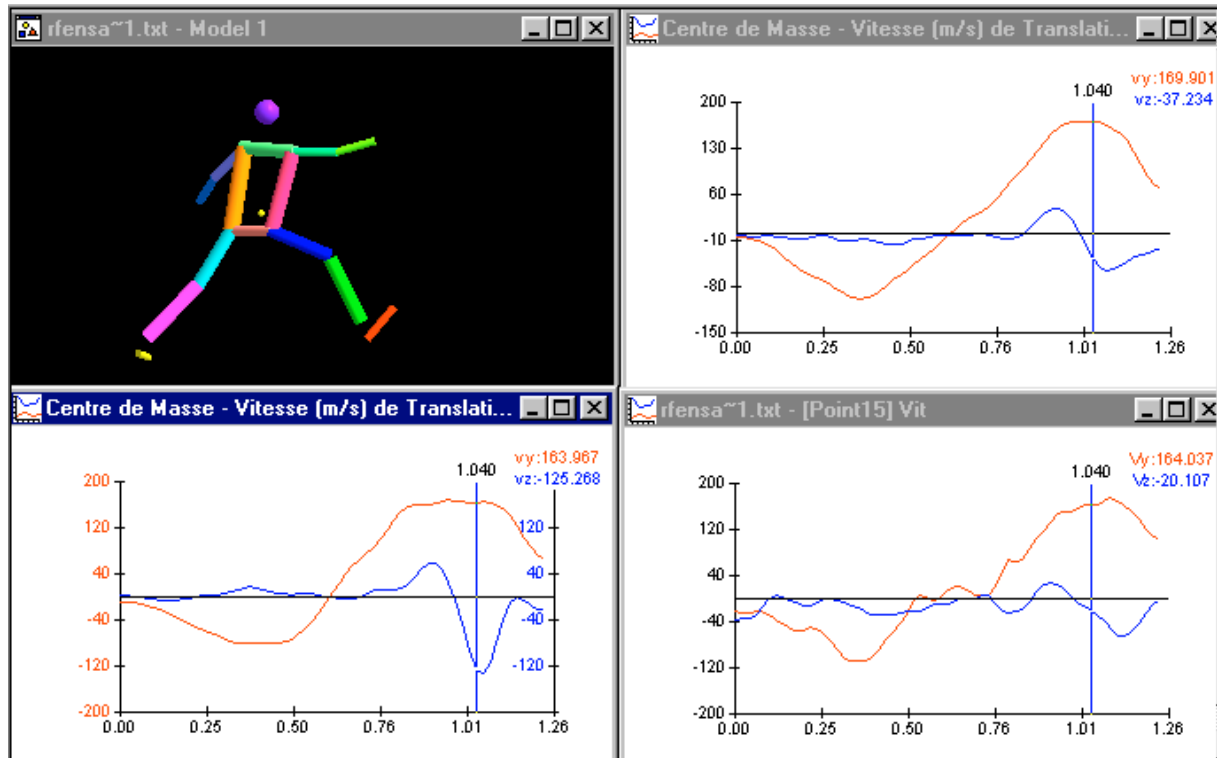 rfensa~1.txt - Model 1
Centre de Masse - Vitesse (m/s) de Translati...
vy:169.901
1.040
vz:-37.234
200
130
60
-10
-80
-150
0.00 0.25 0.50 0.76 1.01 1.26
Centre de Masse - Vitesse (m/s) de Translati...
vy:163.967
1.040
vz:-125.268
200
120 120
40 40
-40 -40
-120 -120
-200
0.00 0.25 0.50 0.76 1.01 1.26
rfensa~1.txt - [Point15] Vit
Vy:164.037
1.040
Vz:-20.107
200
120
40
-40
-120
-200
0.00 0.25 0.50 0.76 1.01 1.26